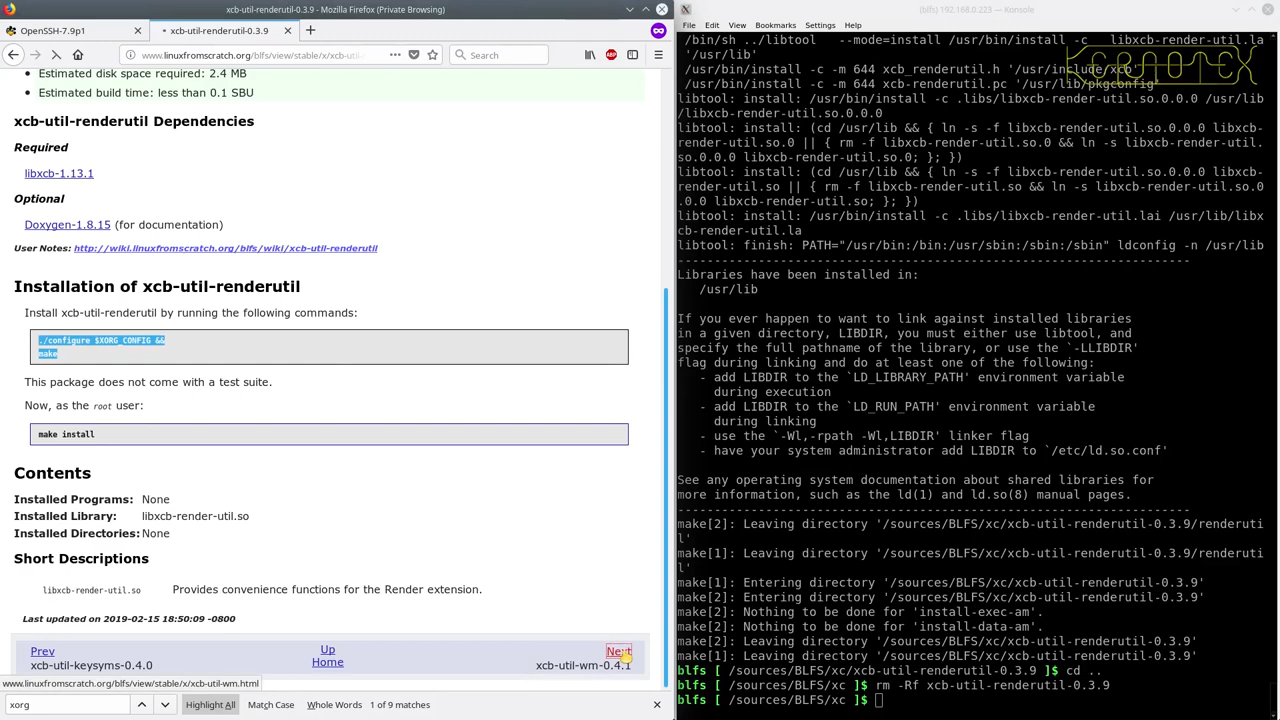 xcb-util-renderutil-0.3.9 - Mozilla Firefox (Private Browsing)
OpenSSH-7.9p1
xcb-util-renderutil-0.3.9
www.linuxfromscratch.org/blfs/view/stable/x/xcb-ut
Search
Estimated disk space required: 2.4 MB
Estimated build time: less than 0.1 SBU
xcb-util-renderutil Dependencies
Required
libxcb-1.13.1
Optional
Doxygen-1.8.15 (for documentation)
User Notes: http://wiki.linuxfromscratch.org/blfs/wiki/xcb-util-renderutil
Installation of xcb-util-renderutil
Install xcb-util-renderutil by running the following commands:
./configure $XORG_CONFIG &&
make
This package does not come with a test suite.
Now, as the root user:
make install
Contents
Installed Programs: None
Installed Library: libxcb-render-util.so
Installed Directories: None
Short Descriptions
libxcb-render-util.so Provides convenience functions for the Render extension.
Last updated on 2019-02-15 18:50:09 -0800
Prev Up Next
xcb-util-keysyms-0.4.0 Home xcb-util-wm-0.4.1
www.linuxfromscratch.org/blfs/view/stable/x/xcb-util-wm.html
xorg Highlight All Match Case Whole Words 1 of 9 matches
(blfs) 192.168.0.223 — Konsole
File Edit View Bookmarks Settings Help
KERNOTEX
/bin/sh ../libtool   --mode=install /usr/bin/install -c   libxcb-render-util.la
'/usr/lib'
/usr/bin/install -c -m 644 xcb_renderutil.h '/usr/include/xcb'
/usr/bin/install -c -m 644 xcb-renderutil.pc '/usr/lib/pkgconfig'
libtool: install: /usr/bin/install -c .libs/libxcb-render-util.so.0.0.0 /usr/lib
/libxcb-render-util.so.0.0.0
libtool: install: (cd /usr/lib && { ln -s -f libxcb-render-util.so.0.0.0 libxcb-
render-util.so.0 || { rm -f libxcb-render-util.so.0 && ln -s libxcb-render-util.
so.0.0.0 libxcb-render-util.so.0; }; })
libtool: install: (cd /usr/lib && { ln -s -f libxcb-render-util.so.0.0.0 libxcb-
render-util.so || { rm -f libxcb-render-util.so && ln -s libxcb-render-util.so.0
.0.0 libxcb-render-util.so; }; })
libtool: install: /usr/bin/install -c .libs/libxcb-render-util.lai /usr/lib/libx
cb-render-util.la
libtool: finish: PATH="/usr/bin:/bin:/usr/sbin:/sbin:/sbin" ldconfig -n /usr/lib
----------------------------------------------------------------------
Libraries have been installed in:
/usr/lib
If you ever happen to want to link against installed libraries
in a given directory, LIBDIR, you must either use libtool, and
specify the full pathname of the library, or use the `-LLIBDIR'
flag during linking and do at least one of the following:
- add LIBDIR to the `LD_LIBRARY_PATH' environment variable
during execution
- add LIBDIR to the `LD_RUN_PATH' environment variable
during linking
- use the `-Wl,-rpath -Wl,LIBDIR' linker flag
- have your system administrator add LIBDIR to `/etc/ld.so.conf'
See any operating system documentation about shared libraries for
more information, such as the ld(1) and ld.so(8) manual pages.
----------------------------------------------------------------------
make[2]: Leaving directory '/sources/BLFS/xc/xcb-util-renderutil-0.3.9/renderuti
l'
make[1]: Leaving directory '/sources/BLFS/xc/xcb-util-renderutil-0.3.9/renderuti
l'
make[1]: Entering directory '/sources/BLFS/xc/xcb-util-renderutil-0.3.9'
make[2]: Entering directory '/sources/BLFS/xc/xcb-util-renderutil-0.3.9'
make[2]: Nothing to be done for 'install-exec-am'.
make[2]: Nothing to be done for 'install-data-am'.
make[2]: Leaving directory '/sources/BLFS/xc/xcb-util-renderutil-0.3.9'
make[1]: Leaving directory '/sources/BLFS/xc/xcb-util-renderutil-0.3.9'
blfs [ /sources/BLFS/xc/xcb-util-renderutil-0.3.9 ]$ cd ..
blfs [ /sources/BLFS/xc ]$ rm -Rf xcb-util-renderutil-0.3.9
blfs [ /sources/BLFS/xc ]$